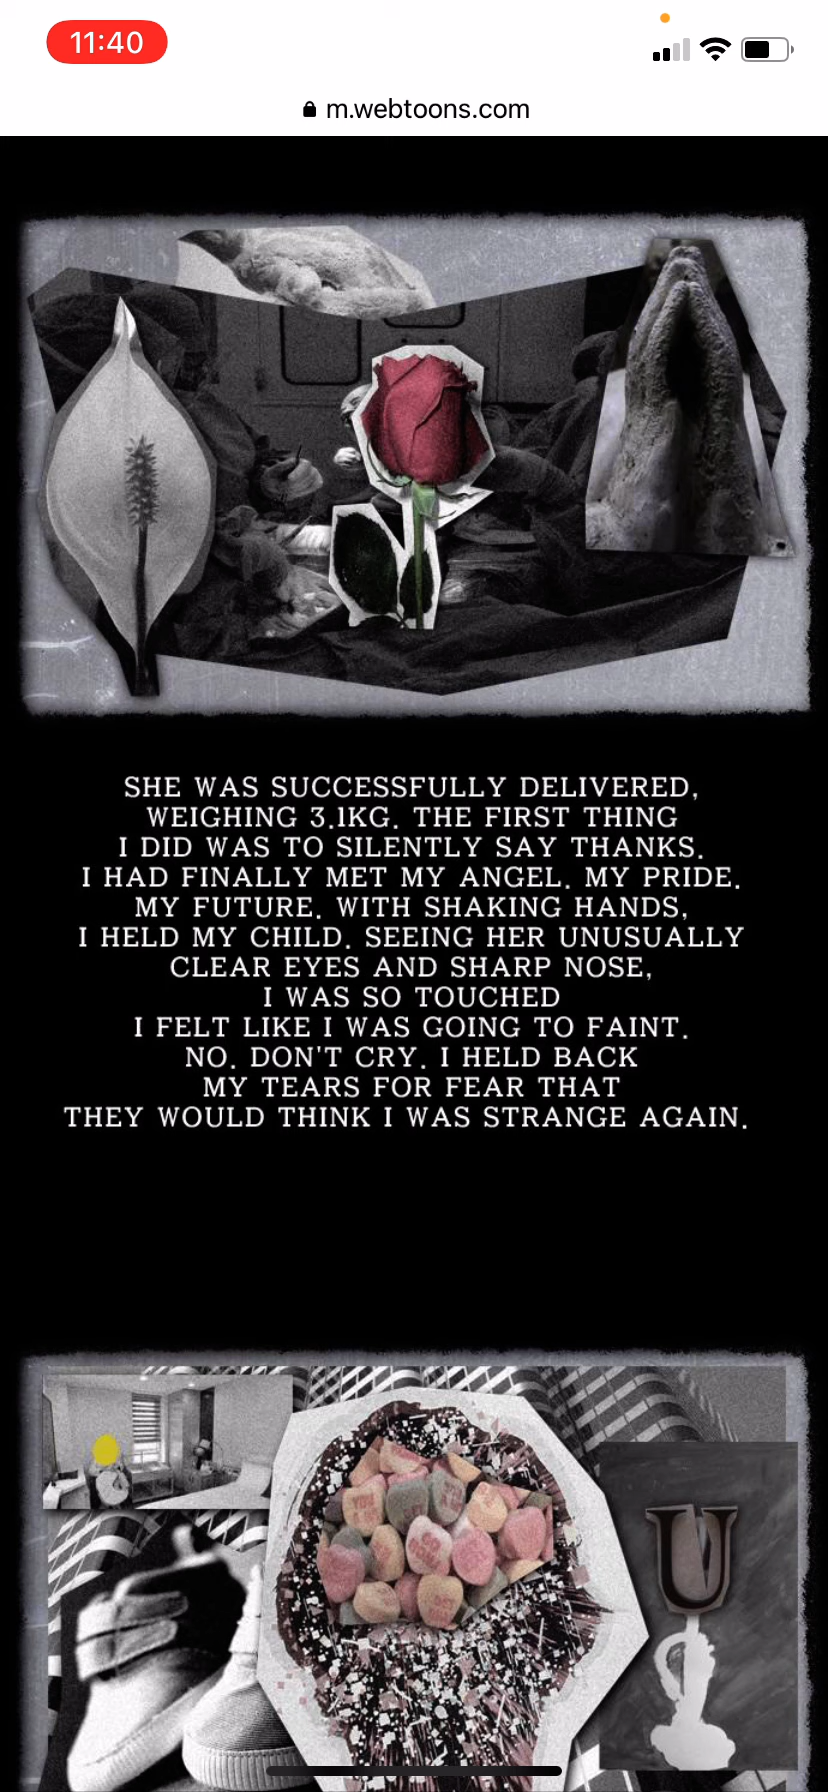 11:40
m.webtoons.com
SHE WAS SUCCESSFULLY DELIVERED,
WEIGHING 3.1KG. THE FIRST THING
I DID WAS TO SILENTLY SAY THANKS.
I HAD FINALLY MET MY ANGEL. MY PRIDE.
MY FUTURE. WITH SHAKING HANDS,
I HELD MY CHILD. SEEING HER UNUSUALLY
CLEAR EYES AND SHARP NOSE,
I WAS SO TOUCHED
I FELT LIKE I WAS GOING TO FAINT.
NO. DON'T CRY. I HELD BACK
MY TEARS FOR FEAR THAT
THEY WOULD THINK I WAS STRANGE AGAIN.
U